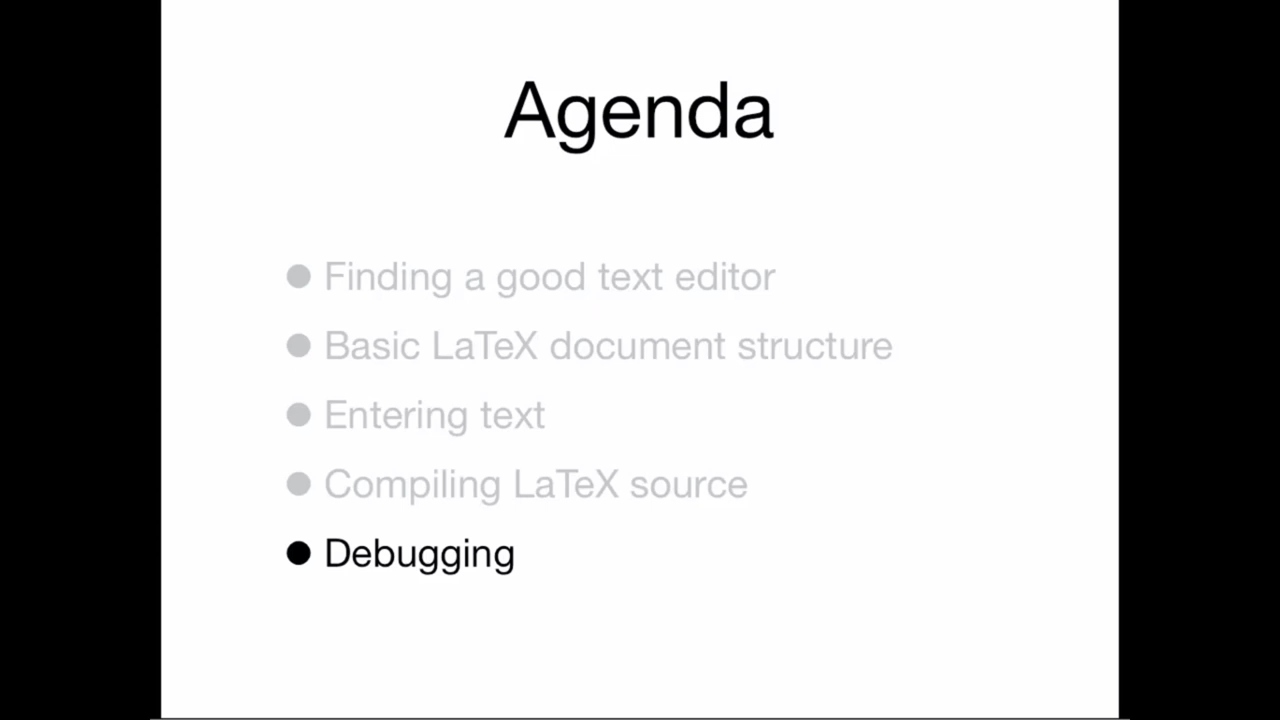 Agenda
● Finding a good text editor
● Basic LaTeX document structure
● Entering text
● Compiling LaTeX source
● Debugging